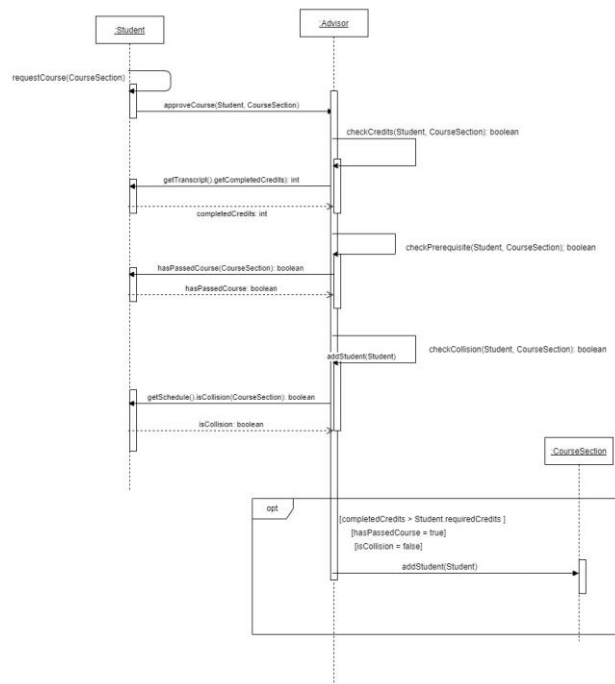 :Student
:Advisor
requestCourse(CourseSection)
approveCourse(Student, CourseSection)
checkCredits(Student, CourseSection): boolean
getTranscript().getCompletedCredits): int
completedCredits: int
checkPrerequisite(Student, CourseSection); boolean
hasPassedCourse(CourseSection): boolean
hasPassedCourse: boolean
checkCollision(Student, CourseSection): boolean
addStudent(Student)
getSchedule().isCollision(CourseSection): boolean
isCollision: boolean
:CourseSection
opt
[completedCredits > Student.requiredCredits ]
[hasPassedCourse = true]
[isCollision = false]
addStudent(Student)